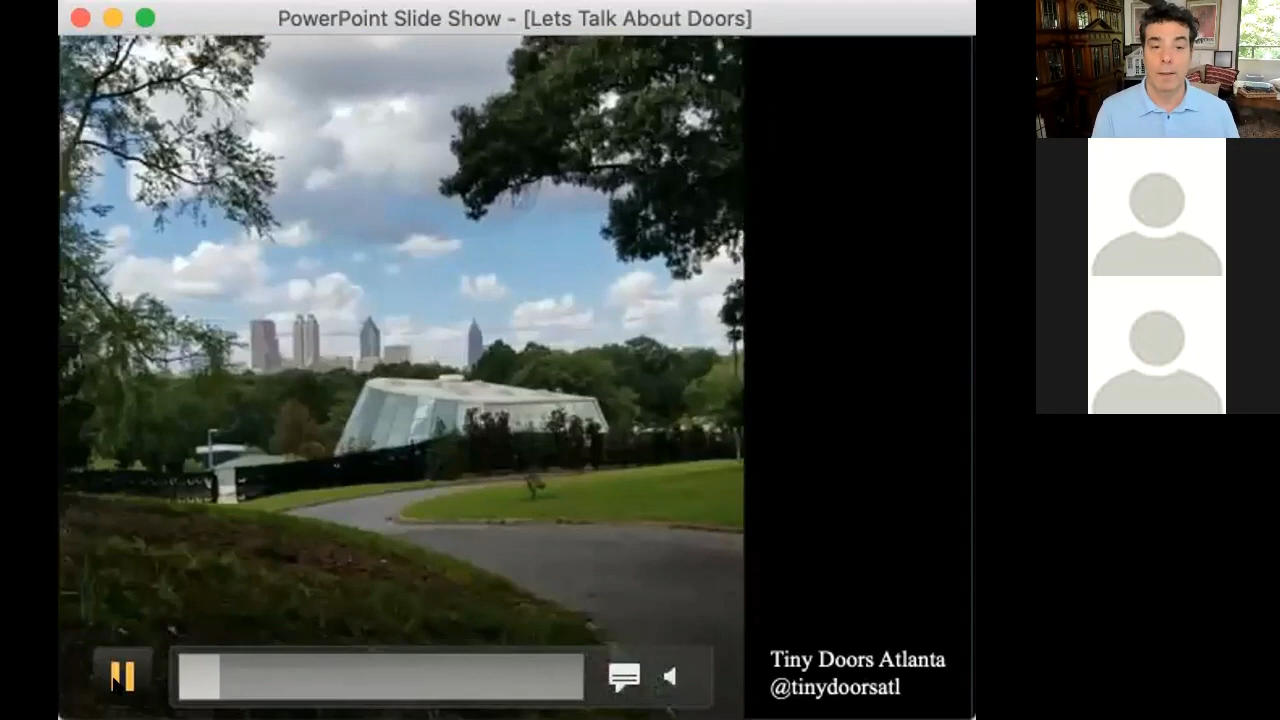 PowerPoint Slide Show - [Lets Talk About Doors]
Tiny Doors Atlanta
@tinydoorsatl